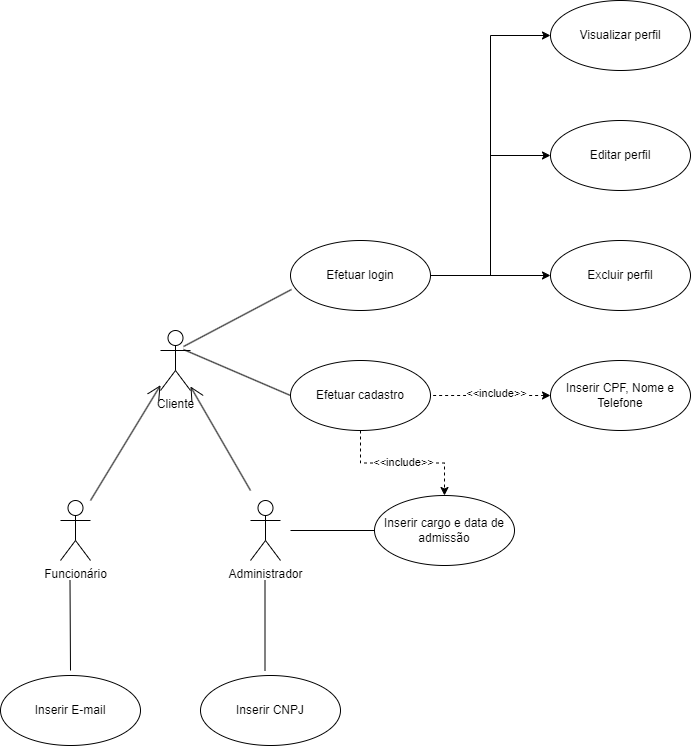 Visualizar perfil
Editar perfil
Efetuar login
Excluir perfil
Cliente
Efetuar cadastro
<<include>>
Inserir CPF, Nome e
Telefone
<<include>>
Inserir cargo e data de
admissão
Funcionário
Administrador
Inserir E-mail
Inserir CNPJ